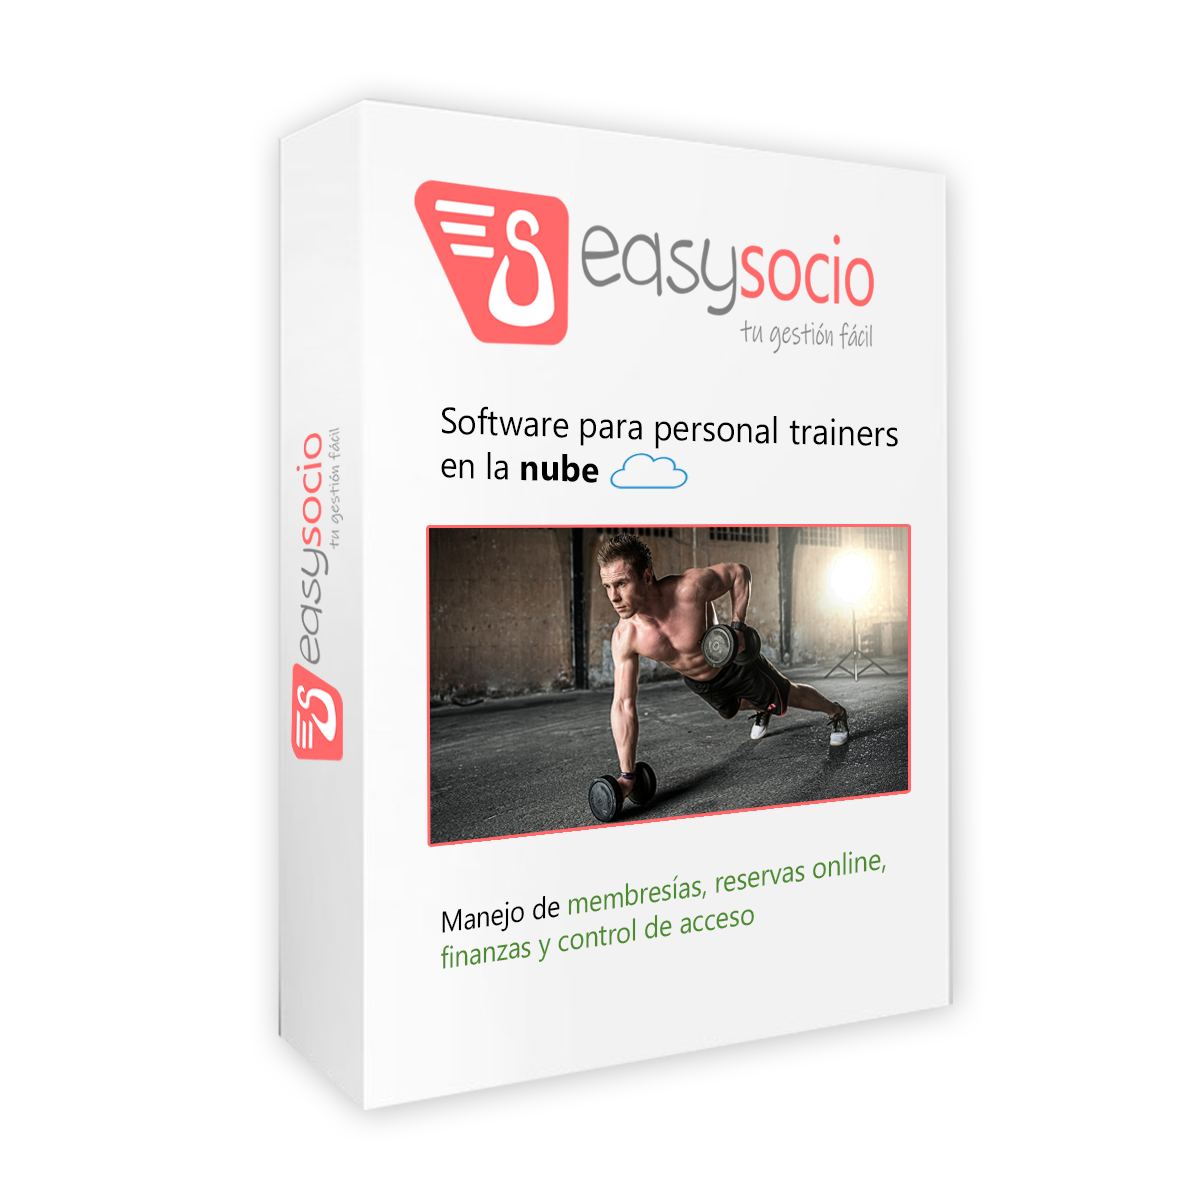 easysocio
tu gestión fácil
Software para personal trainers
en la nube
Manejo de membresías, reservas online,
finanzas y control de acceso
easysocio
tu gestión fácil